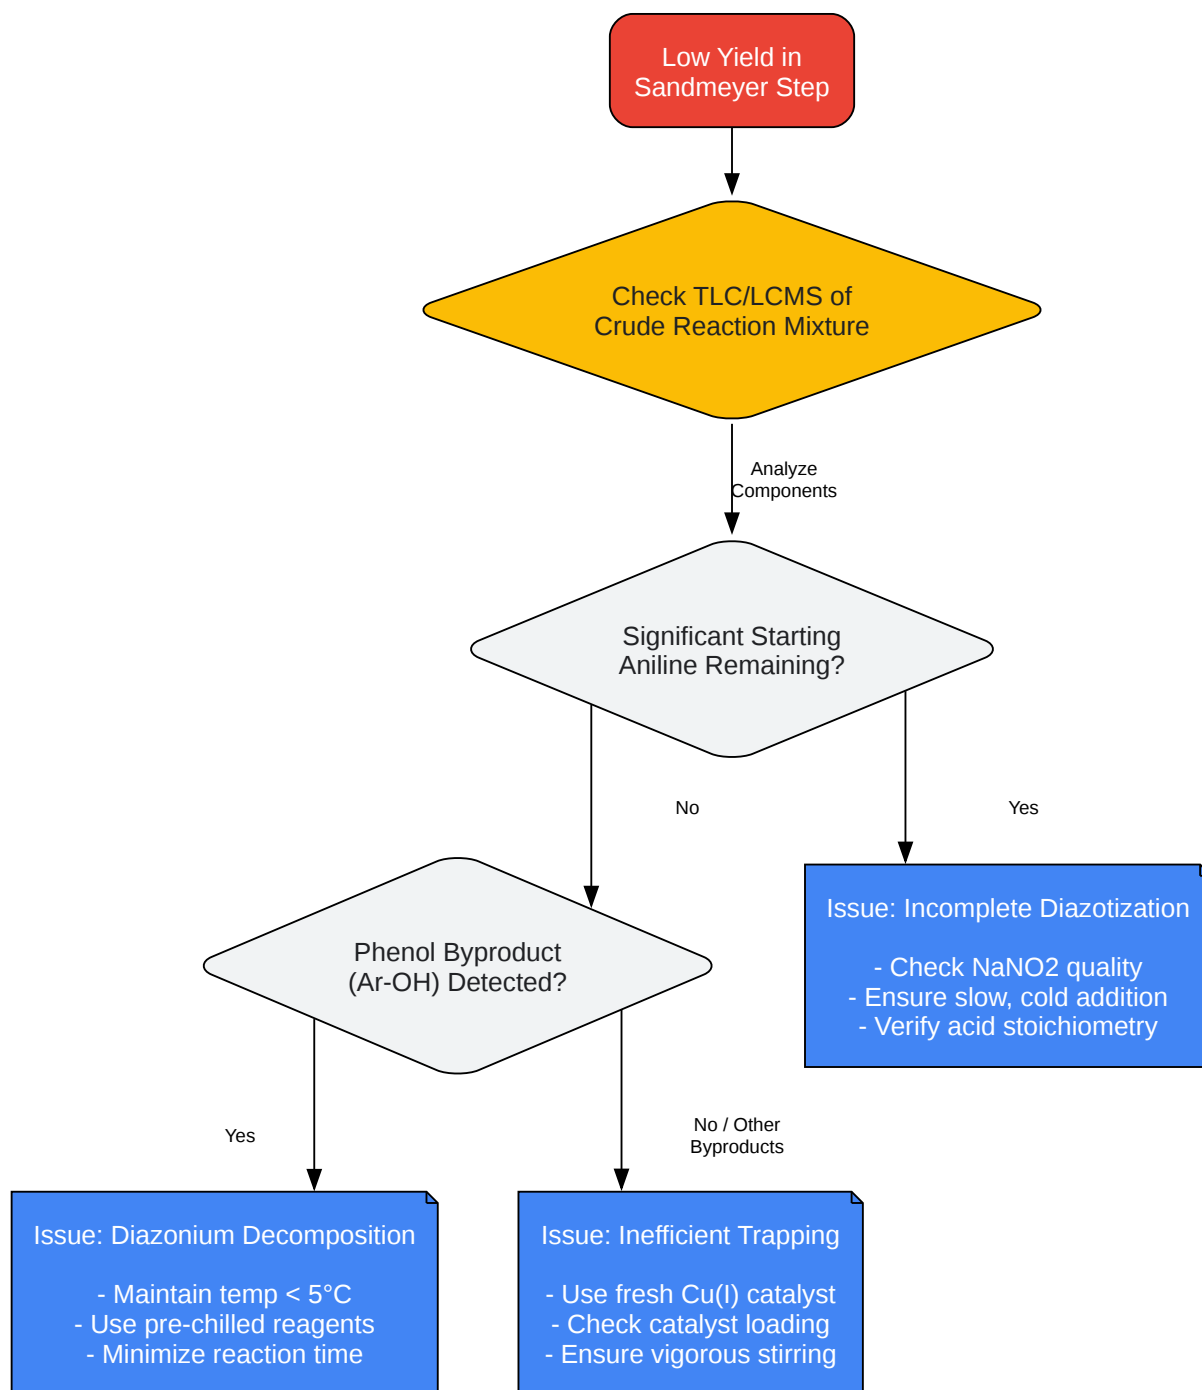 Low Yield in
Sandmeyer Step
Check TLC/LCMS of
Crude Reaction Mixture
Analyze
Components
Significant Starting
Aniline Remaining?
No
Yes
Issue: Incomplete Diazotization
- Check NaNO2 quality
- Ensure slow, cold addition
- Verify acid stoichiometry
Phenol Byproduct
(Ar-OH) Detected?
Yes
No / Other
Byproducts
Issue: Diazonium Decomposition
- Maintain temp < 5°C
- Use pre-chilled reagents
- Minimize reaction time
Issue: Inefficient Trapping
- Use fresh Cu(I) catalyst
- Check catalyst loading
- Ensure vigorous stirring